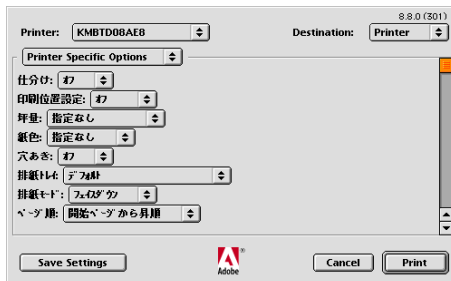 8.8.0 (301)
Printer: KMBTD08AE8 Destination: Printer
Printer Specific Options
仕分け: ｵﾌ
印刷位置設定: ｵﾌ
坪量: 指定なし
紙色: 指定なし
穴あき: ｵﾌ
排紙ﾄﾚｲ: ﾃﾞﾌｫﾙﾄ
排紙ﾓｰﾄﾞ: ﾌｪｲｽﾀﾞｳﾝ
ﾍﾟｰｼﾞ順: 開始ﾍﾟｰｼﾞから昇順
Save Settings Adobe Cancel Print